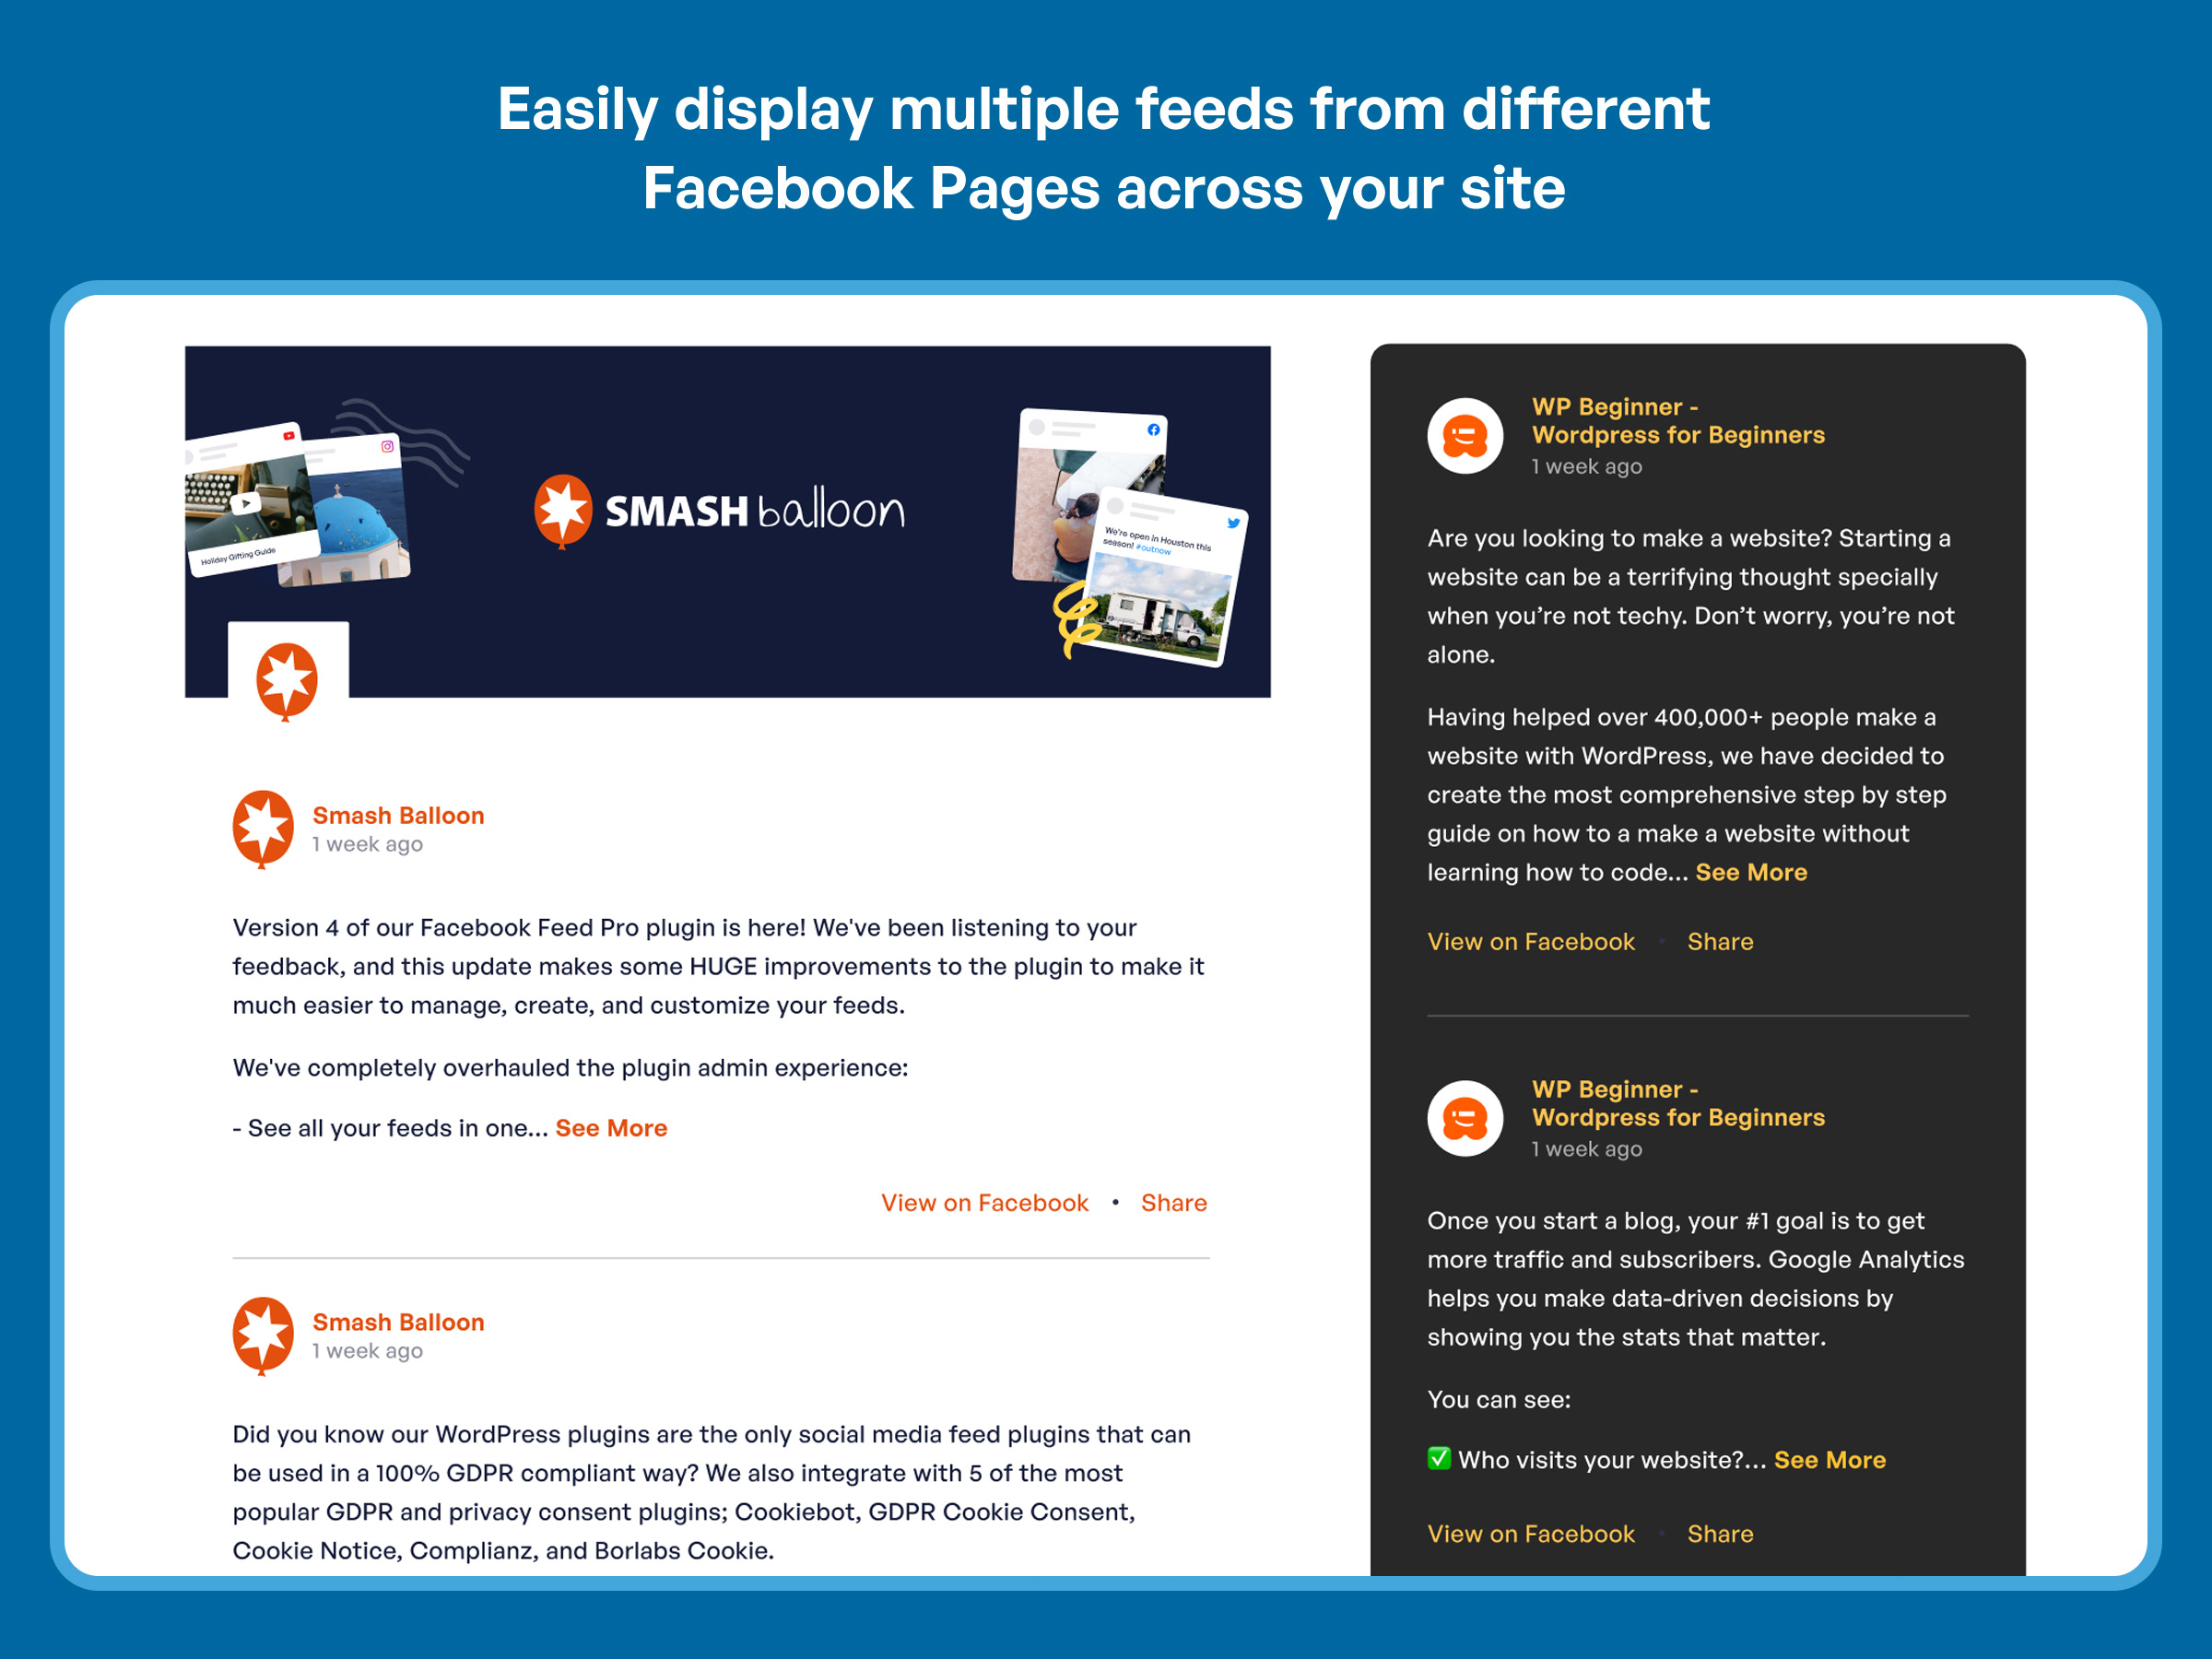 Easily display multiple feeds from different
Facebook Pages across your site
Holiday Gifting Guide
SMASH balloon
We're open in Houston this
season! #outnow
Smash Balloon
1 week ago
Version 4 of our Facebook Feed Pro plugin is here! We've been listening to your
feedback, and this update makes some HUGE improvements to the plugin to make it
much easier to manage, create, and customize your feeds.
We've completely overhauled the plugin admin experience:
- See all your feeds in one... See More
View on Facebook • Share
Smash Balloon
1 week ago
Did you know our WordPress plugins are the only social media feed plugins that can
be used in a 100% GDPR compliant way? We also integrate with 5 of the most
popular GDPR and privacy consent plugins; Cookiebot, GDPR Cookie Consent,
Cookie Notice, Complianz, and Borlabs Cookie.
WP Beginner -
Wordpress for Beginners
1 week ago
Are you looking to make a website? Starting a
website can be a terrifying thought specially
when you’re not techy. Don’t worry, you’re not
alone.
Having helped over 400,000+ people make a
website with WordPress, we have decided to
create the most comprehensive step by step
guide on how to a make a website without
learning how to code... See More
View on Facebook • Share
WP Beginner -
Wordpress for Beginners
1 week ago
Once you start a blog, your #1 goal is to get
more traffic and subscribers. Google Analytics
helps you make data-driven decisions by
showing you the stats that matter.
You can see:
✅ Who visits your website?... See More
View on Facebook • Share